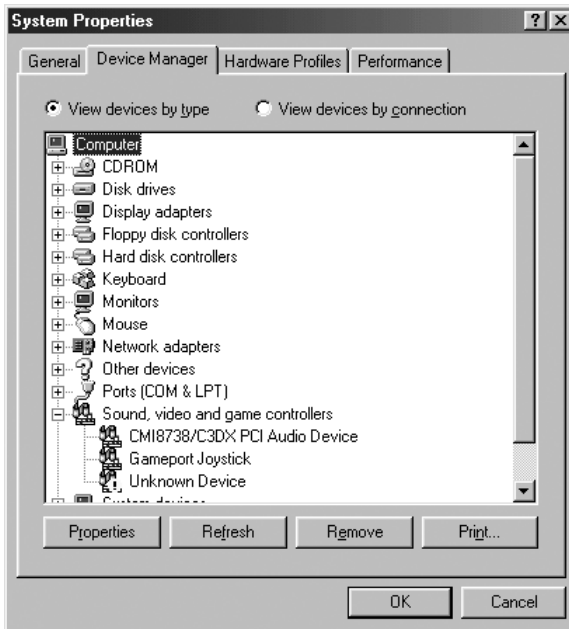 System Properties
General Device Manager Hardware Profiles Performance
View devices by type View devices by connection
Computer
CDROM
Disk drives
Display adapters
Floppy disk controllers
Hard disk controllers
Keyboard
Monitors
Mouse
Network adapters
Other devices
Ports (COM & LPT)
Sound, video and game controllers
CMI8738/C3DX PCI Audio Device
Gameport Joystick
Unknown Device
System devices
Properties Refresh Remove Print...
OK Cancel